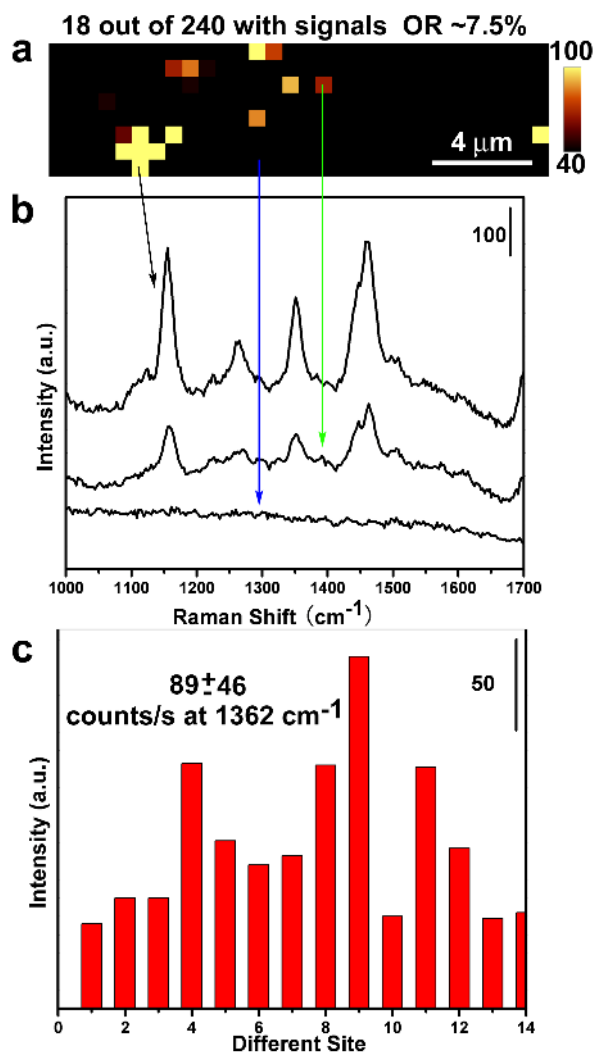 18 out of 240 with signals OR ~7.5%
a
100
4 μm
40
b
100
Intensity (a.u.)
1000 1100 1200 1300 1400 1500 1600 1700
Raman Shift (cm-1)
c
89±46
counts/s at 1362 cm-1
50
Intensity (a.u.)
0 2 4 6 8 10 12 14
Different Site